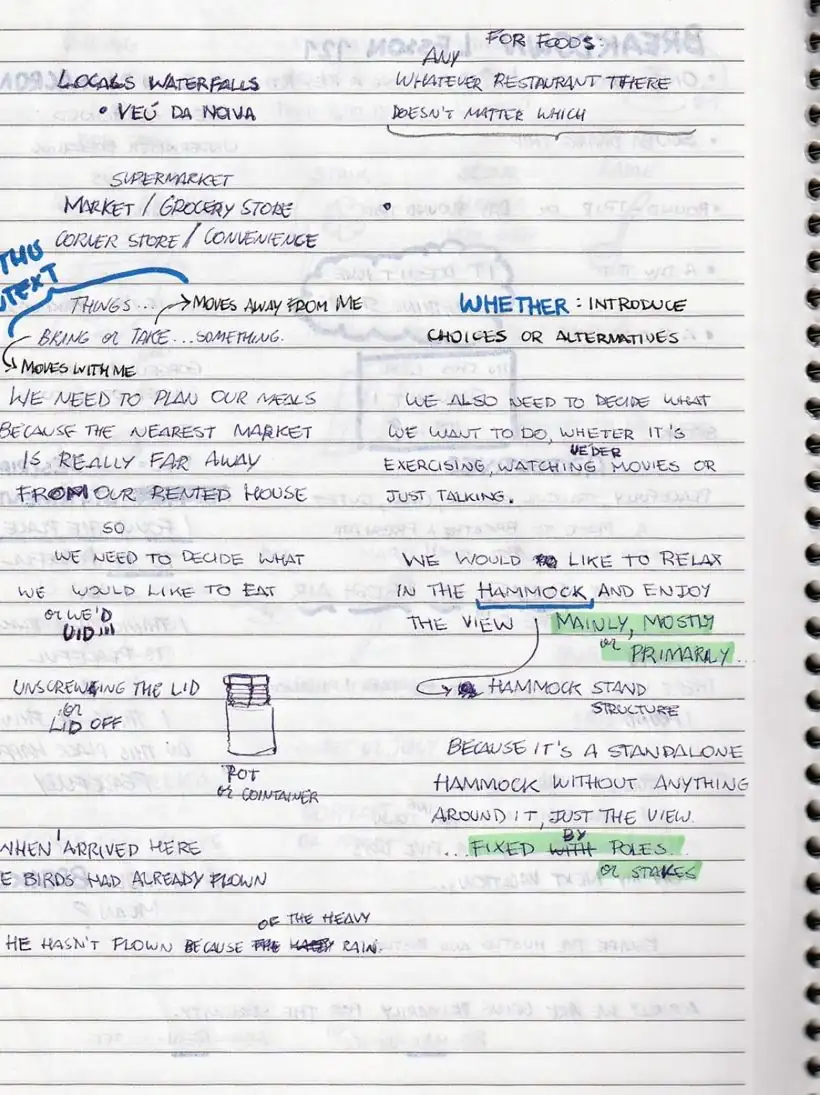 LOCALS WATERFALLS
• VEÚ DA NOIVA
SUPERMARKET
MARKET / GROCERY STORE
CORNER STORE / CONVENIENCE
THINGS... → MOVES AWAY FROM ME
BRING or TAKE... SOMETHING.
MOVES WITH ME
WE NEED TO PLAN OUR MEALS
BECAUSE THE NEAREST MARKET
IS REALLY FAR AWAY
FROM OUR RENTED HOUSE
SO
WE NEED TO DECIDE WHAT
WE WOULD LIKE TO EAT
or WE'D
UID
UNSCREWING THE LID
or
LID OFF
POT
or COINTAINER
WHEN I ARRIVED HERE
BIRDS HAD ALREADY FLOWN
OF THE HEAVY
HE HASN'T FLOWN BECAUSE RAIN.
FOR FOODS:
ANY
WHATEVER RESTAURANT THERE
DOESN'T MATTER WHICH
•
WHETHER: INTRODUCE
CHOICES OR ALTERNATIVES
WE ALSO NEED TO DECIDE WHAT
WE WANT TO DO, WHETER IT'S
UEDER
EXERCISING, WATCHING MOVIES OR
JUST TALKING.
WE WOULD LIKE TO RELAX
IN THE HAMMOCK AND ENJOY
THE VIEW MAINLY, MOSTLY
or PRIMARILY...
HAMMOCK STAND
STRUCTURE
BECAUSE IT'S A STANDALONE
HAMMOCK WITHOUT ANYTHING
AROUND IT, JUST THE VIEW.
BY
...FIXED WITH POLES...
or STAKES